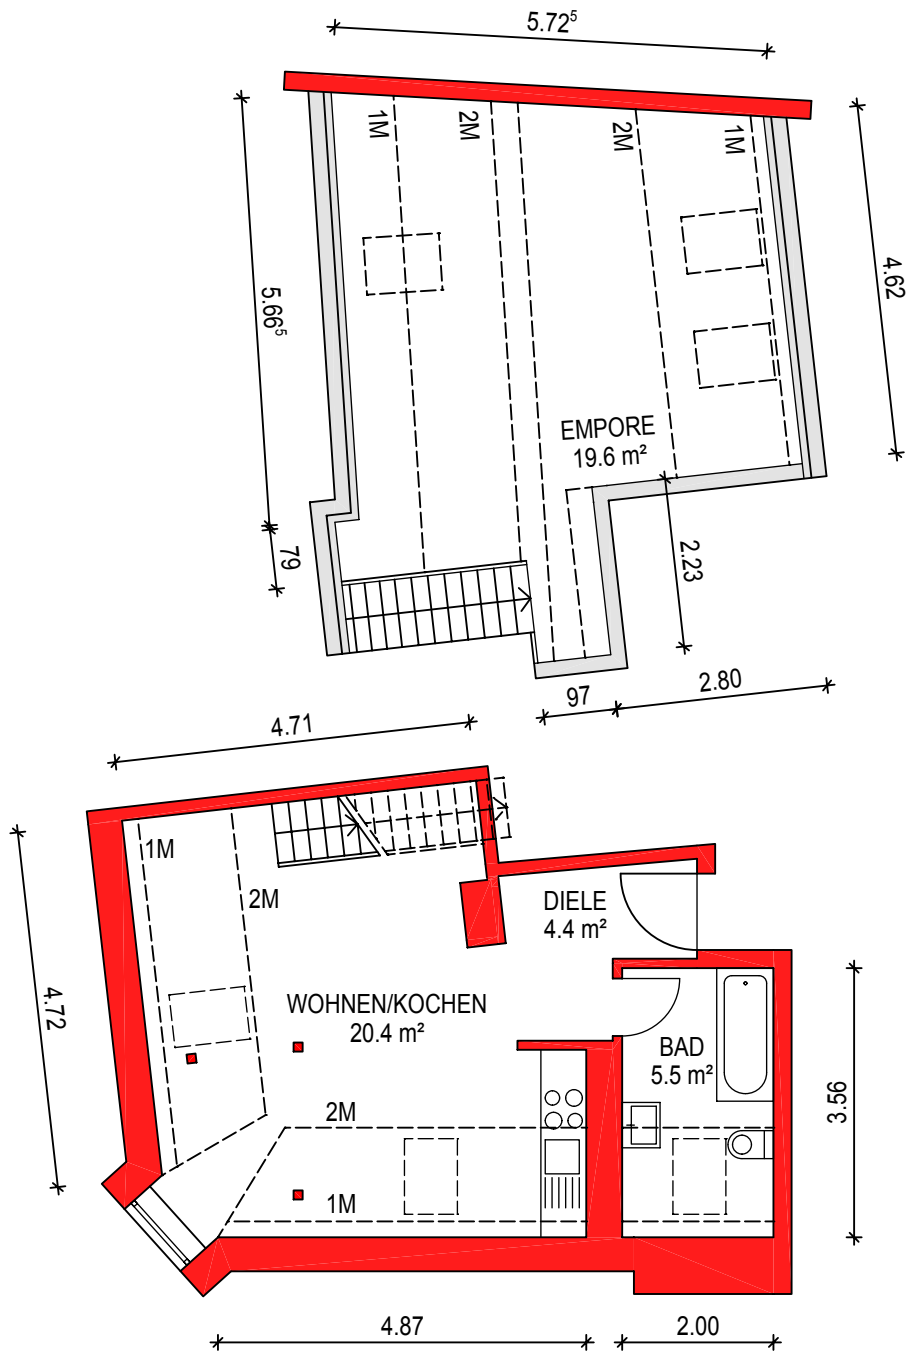 5.72⁵
1M
2M
2M
1M
4.62
5.66⁵
EMPORE
19.6 m²
79
2.23
97
2.80
4.71
1M
2M
DIELE
4.4 m²
4.72
WOHNEN/KOCHEN
20.4 m²
BAD
5.5 m²
3.56
2M
1M
4.87
2.00